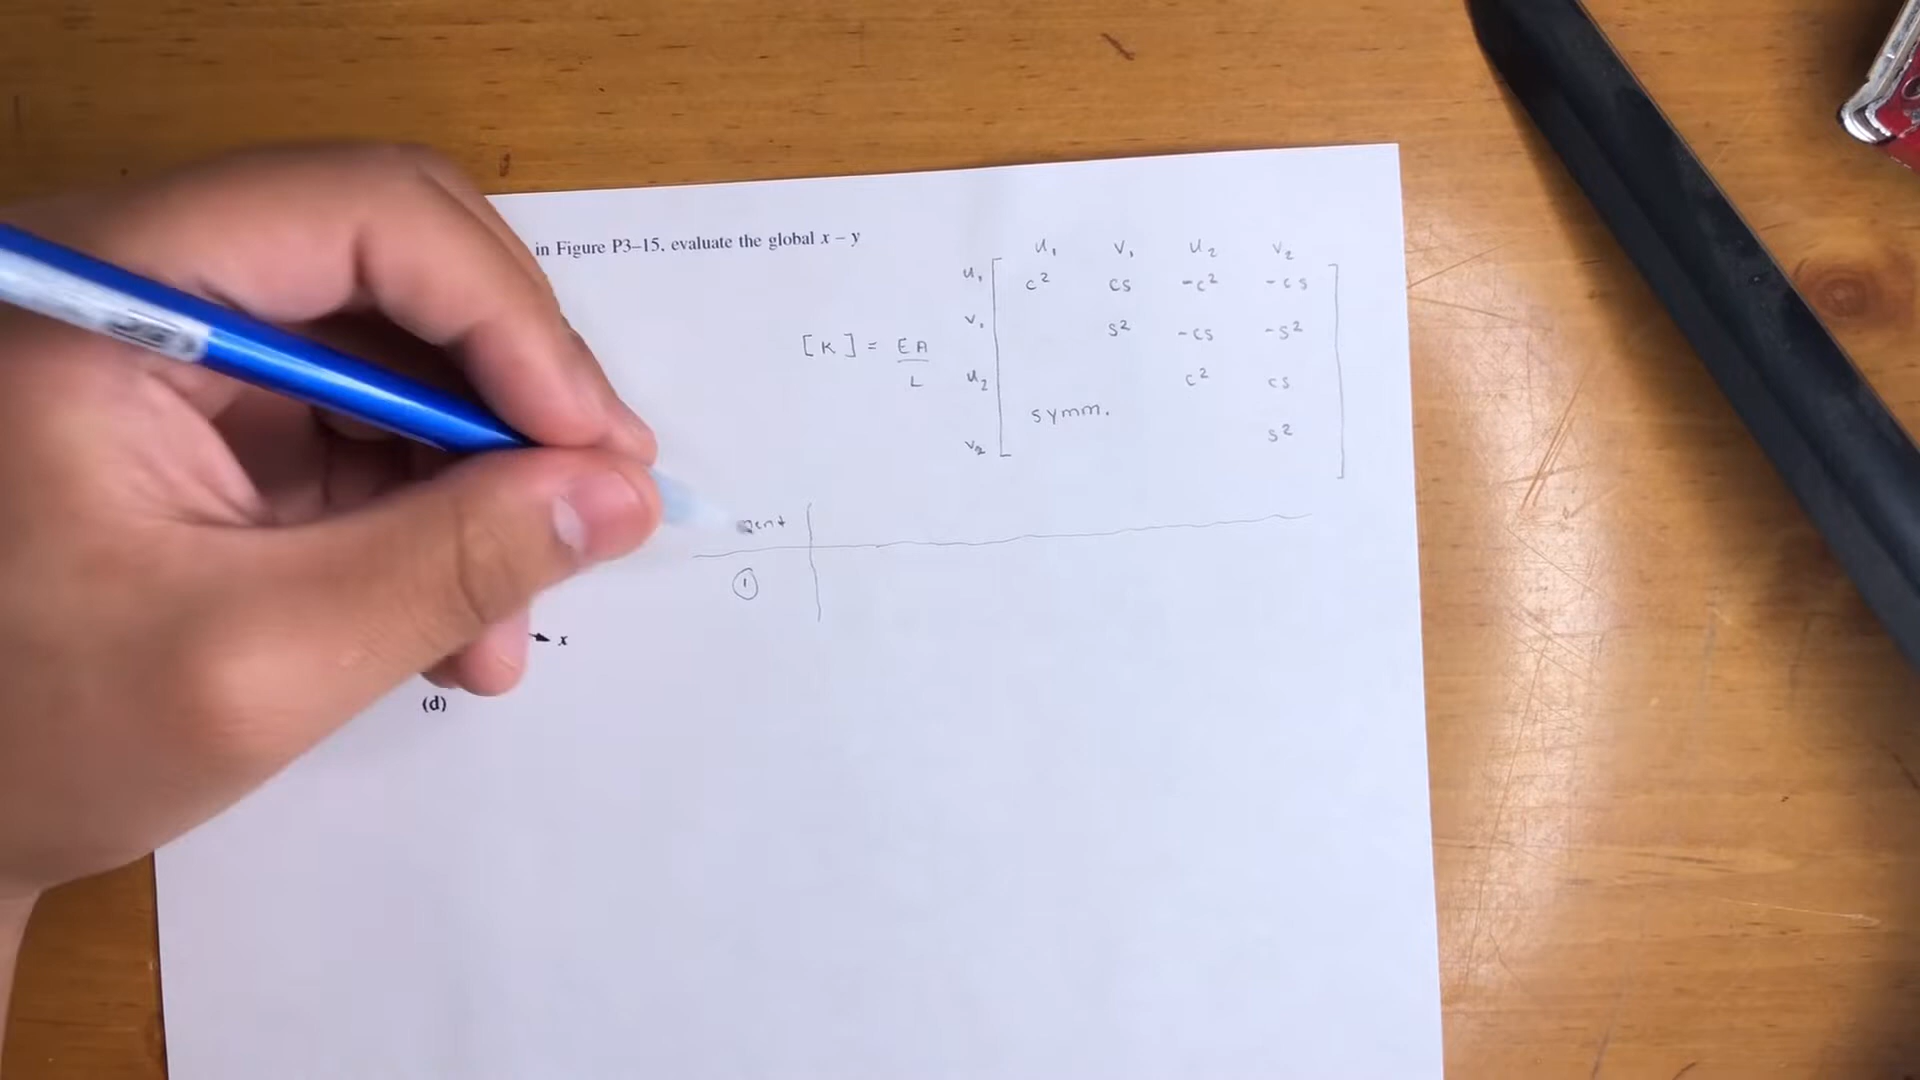 in Figure P3–15, evaluate the global x – y
u₁ v₁ u₂ v₂
u₁ c² cs -c² -cs
v₁ s² -cs -s²
[K] = EA
L
u₂ c² cs
symm.
v₂ s²
ment
①
x
(d)